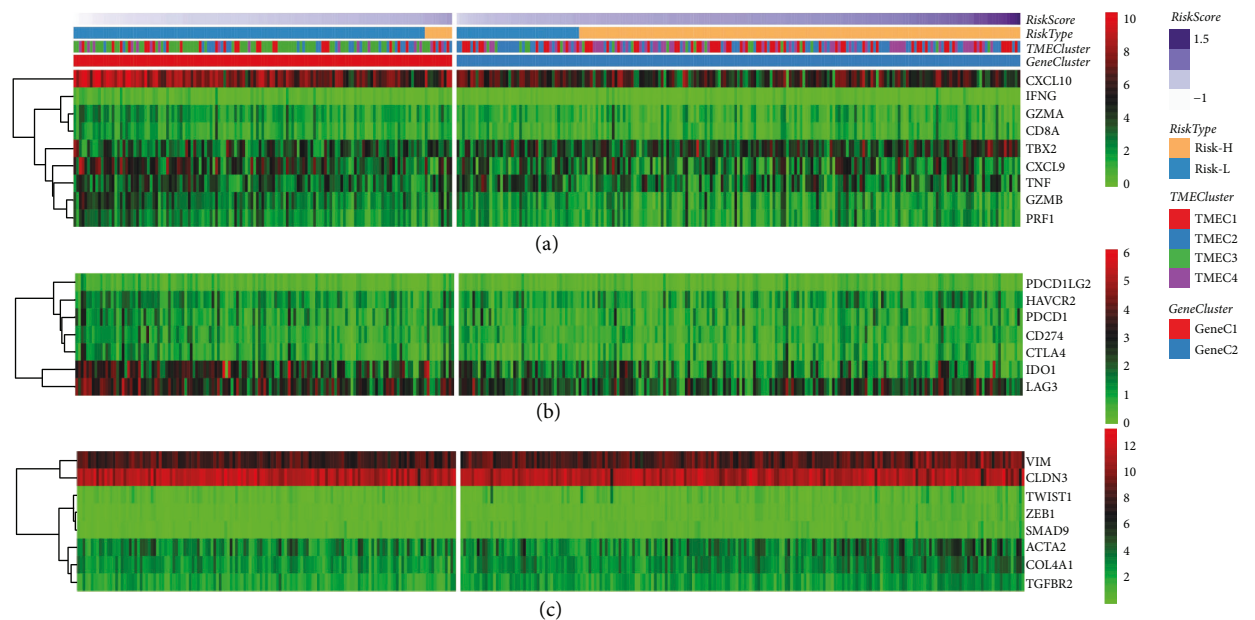 RiskScore
RiskType
TMECluster
GeneCluster
CXCL10
IFNG
GZMA
CD8A
TBX2
CXCL9
TNF
GZMB
PRF1
(a)
10
8
6
4
2
0
PDCD1LG2
HAVCR2
PDCD1
CD274
CTLA4
IDO1
LAG3
(b)
6
5
4
3
2
1
0
VIM
CLDN3
TWIST1
ZEB1
SMAD9
ACTA2
COL4A1
TGFBR2
(c)
12
10
8
6
4
2
RiskScore
1.5
−1
RiskType
Risk-H
Risk-L
TMECluster
TMEC1
TMEC2
TMEC3
TMEC4
GeneCluster
GeneC1
GeneC2